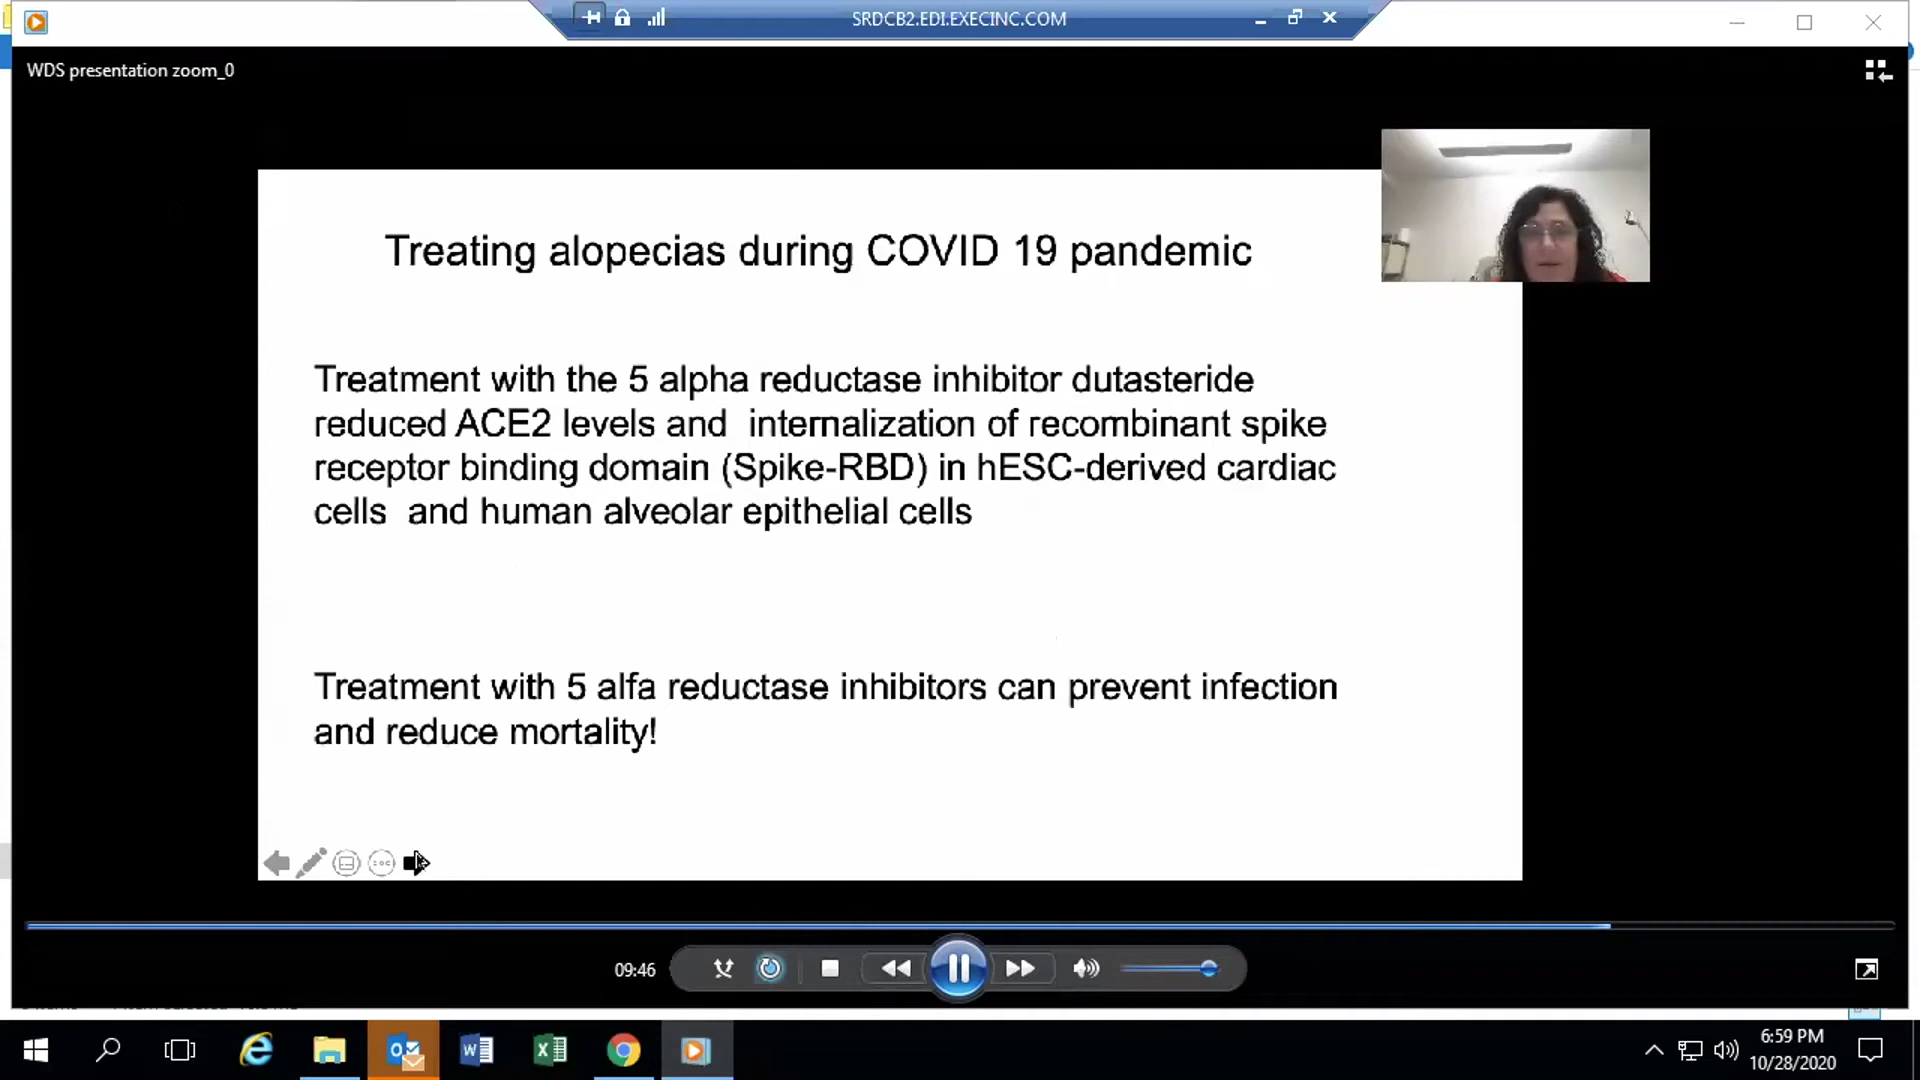 SRDCB2.EDI.EXECINC.COM
WDS presentation zoom_0
Treating alopecias during COVID 19 pandemic
Treatment with the 5 alpha reductase inhibitor dutasteride
reduced ACE2 levels and internalization of recombinant spike
receptor binding domain (Spike-RBD) in hESC-derived cardiac
cells and human alveolar epithelial cells
Treatment with 5 alfa reductase inhibitors can prevent infection
and reduce mortality!
09:46
6:59 PM
10/28/2020